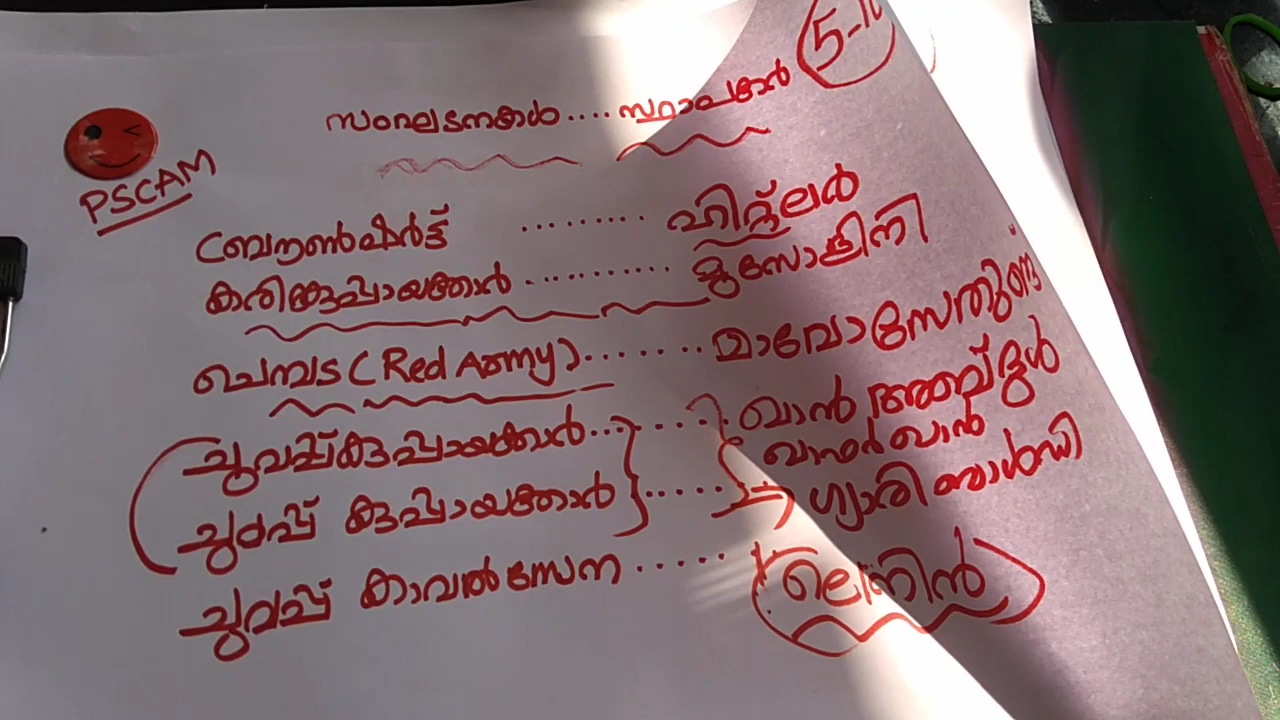 5-10
സംഘടനകൾ....സ്ഥാപകർ
PSCAM
ബ്രൗൺഷർട്ട് ......... ഹിറ്റ്ലർ
കരിങ്കുപ്പായക്കാർ ........... മുസോളിനി
ചെമ്പട (Red Army)....... മാവോസേതൂങ്ങ്
ചുവപ്പ്കുപ്പായക്കാർ........ ഖാൻ അബ്ദുൾ
ഖാഫർഖാൻ
ചുവപ്പ് കുപ്പായക്കാർ ...... ഗ്യാരിബാൾഡി
ചുവപ്പ് കാവൽസേന ...... ലെനിൻ